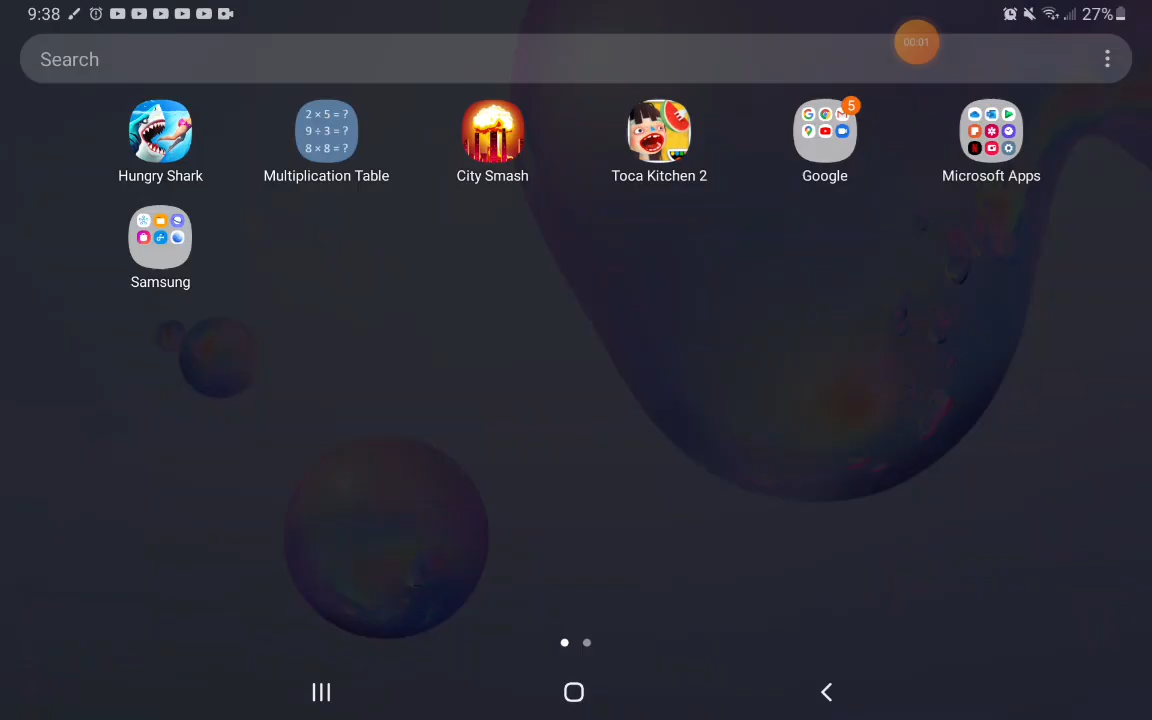 9:38
27%
00:01
Search
5
2 × 5 = ?
9 ÷ 3 = ?
8 × 8 = ?
Hungry Shark
Multiplication Table
City Smash
Toca Kitchen 2
Google
Microsoft Apps
Samsung